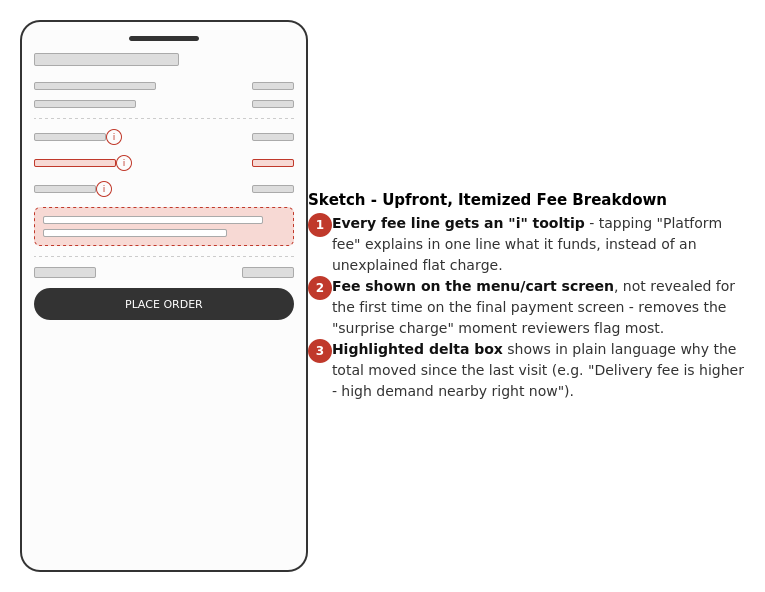 i
i
i
PLACE ORDER
Sketch - Upfront, Itemized Fee Breakdown
1 Every fee line gets an "i" tooltip - tapping "Platform
fee" explains in one line what it funds, instead of an
unexplained flat charge.
2 Fee shown on the menu/cart screen, not revealed for
the first time on the final payment screen - removes the
"surprise charge" moment reviewers flag most.
3 Highlighted delta box shows in plain language why the
total moved since the last visit (e.g. "Delivery fee is higher
- high demand nearby right now").